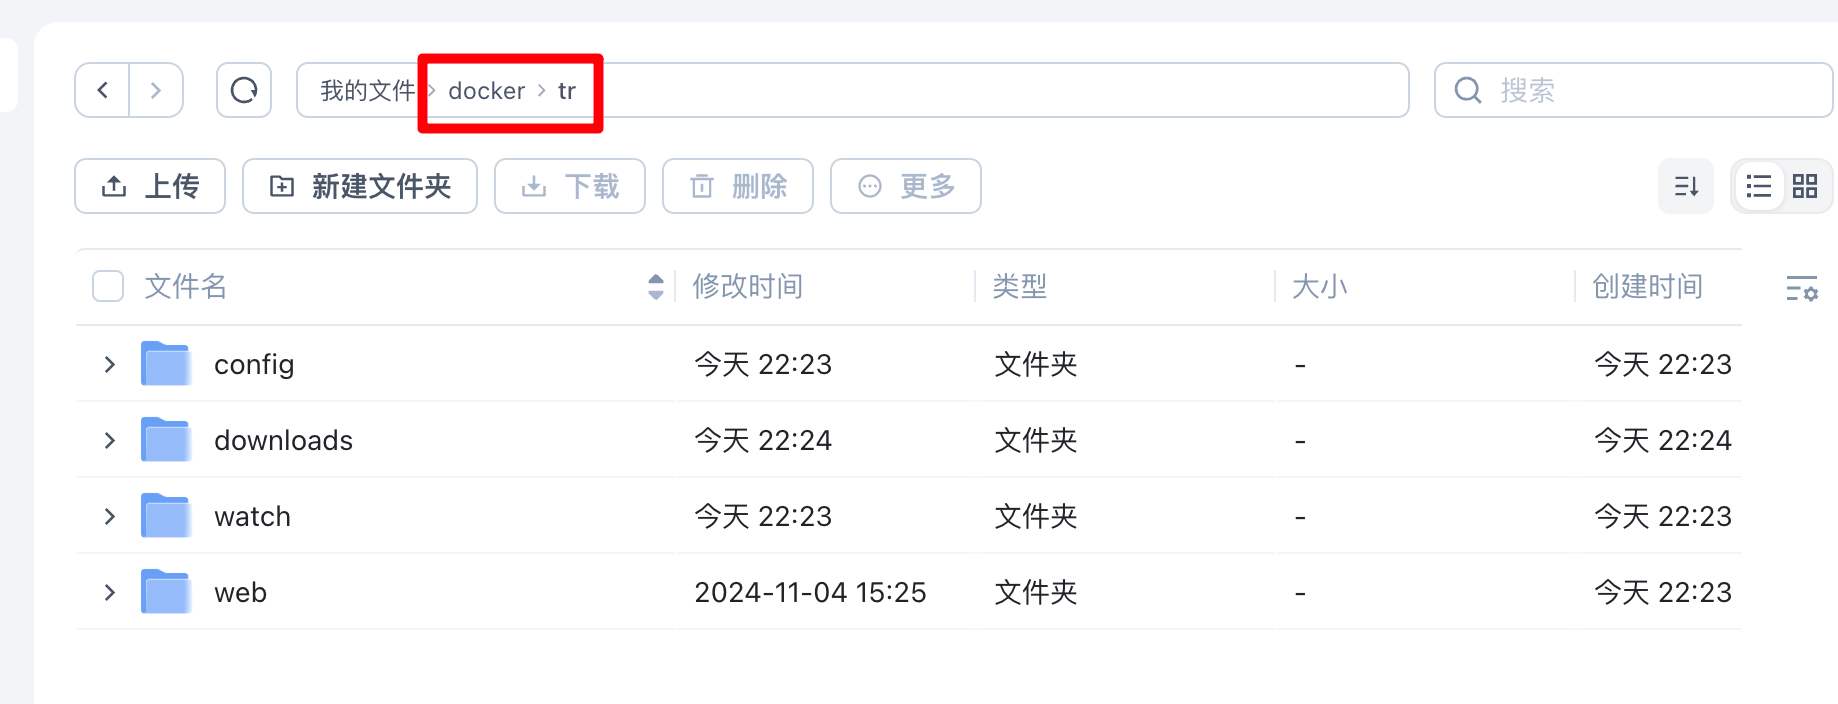 我的文件 > docker > tr
搜索
上传 新建文件夹 下载 删除 更多
文件名 修改时间 类型 大小 创建时间
config 今天 22:23 文件夹 - 今天 22:23
downloads 今天 22:24 文件夹 - 今天 22:24
watch 今天 22:23 文件夹 - 今天 22:23
web 2024-11-04 15:25 文件夹 - 今天 22:23